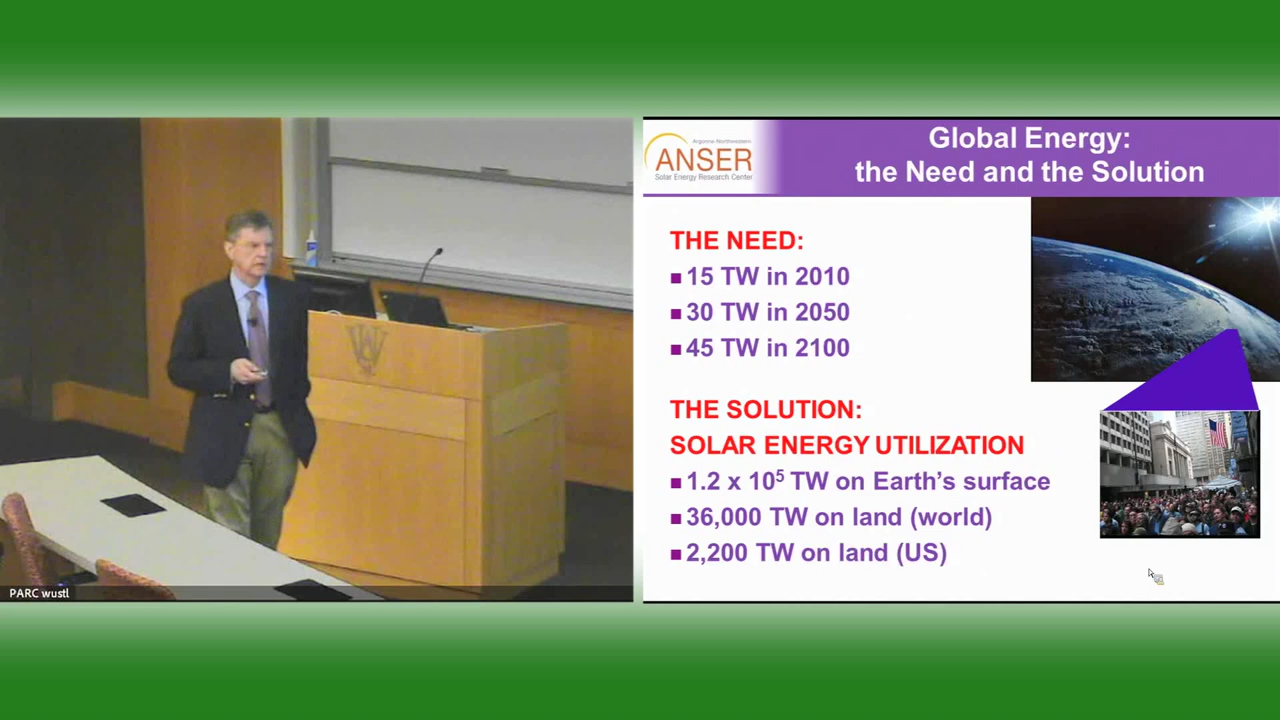 Argonne-Northwestern
ANSER
Solar Energy Research Center
Global Energy:
the Need and the Solution
THE NEED:
■ 15 TW in 2010
■ 30 TW in 2050
■ 45 TW in 2100
THE SOLUTION:
SOLAR ENERGY UTILIZATION
■ 1.2 x 10⁵ TW on Earth’s surface
■ 36,000 TW on land (world)
■ 2,200 TW on land (US)
PARC wustl